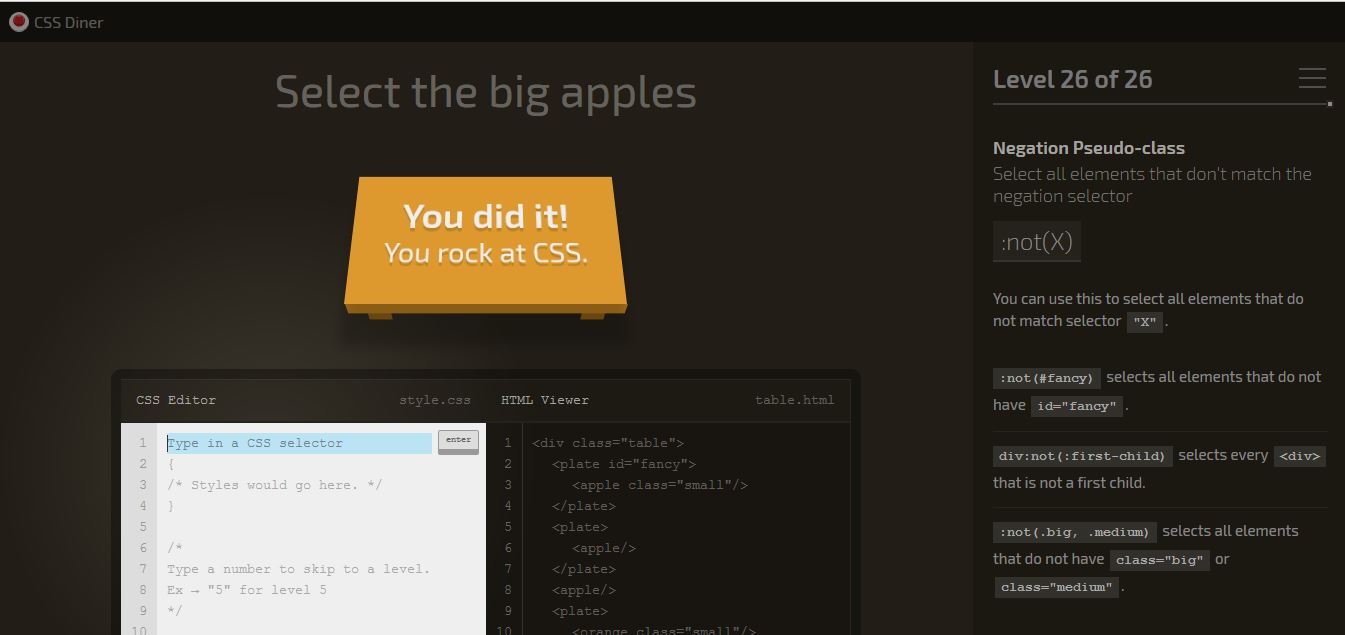 CSS Diner
Select the big apples
You did it!
You rock at CSS.
CSS Editor
style.css
1 Type in a CSS selector
enter
2 {
3 /* Styles would go here. */
4 }
5
6 /*
7 Type a number to skip to a level.
8 Ex → "5" for level 5
9 */
10
HTML Viewer
table.html
1 <div class="table">
2 <plate id="fancy">
3 <apple class="small"/>
4 </plate>
5 <plate>
6 <apple/>
7 </plate>
8 <apple/>
9 <plate>
10 <orange class="small"/>
Level 26 of 26
Negation Pseudo-class
Select all elements that don't match the
negation selector
:not(X)
You can use this to select all elements that do
not match selector "X" .
:not(#fancy) selects all elements that do not
have id="fancy" .
div:not(:first-child) selects every <div>
that is not a first child.
:not(.big, .medium) selects all elements
that do not have class="big" or
class="medium" .